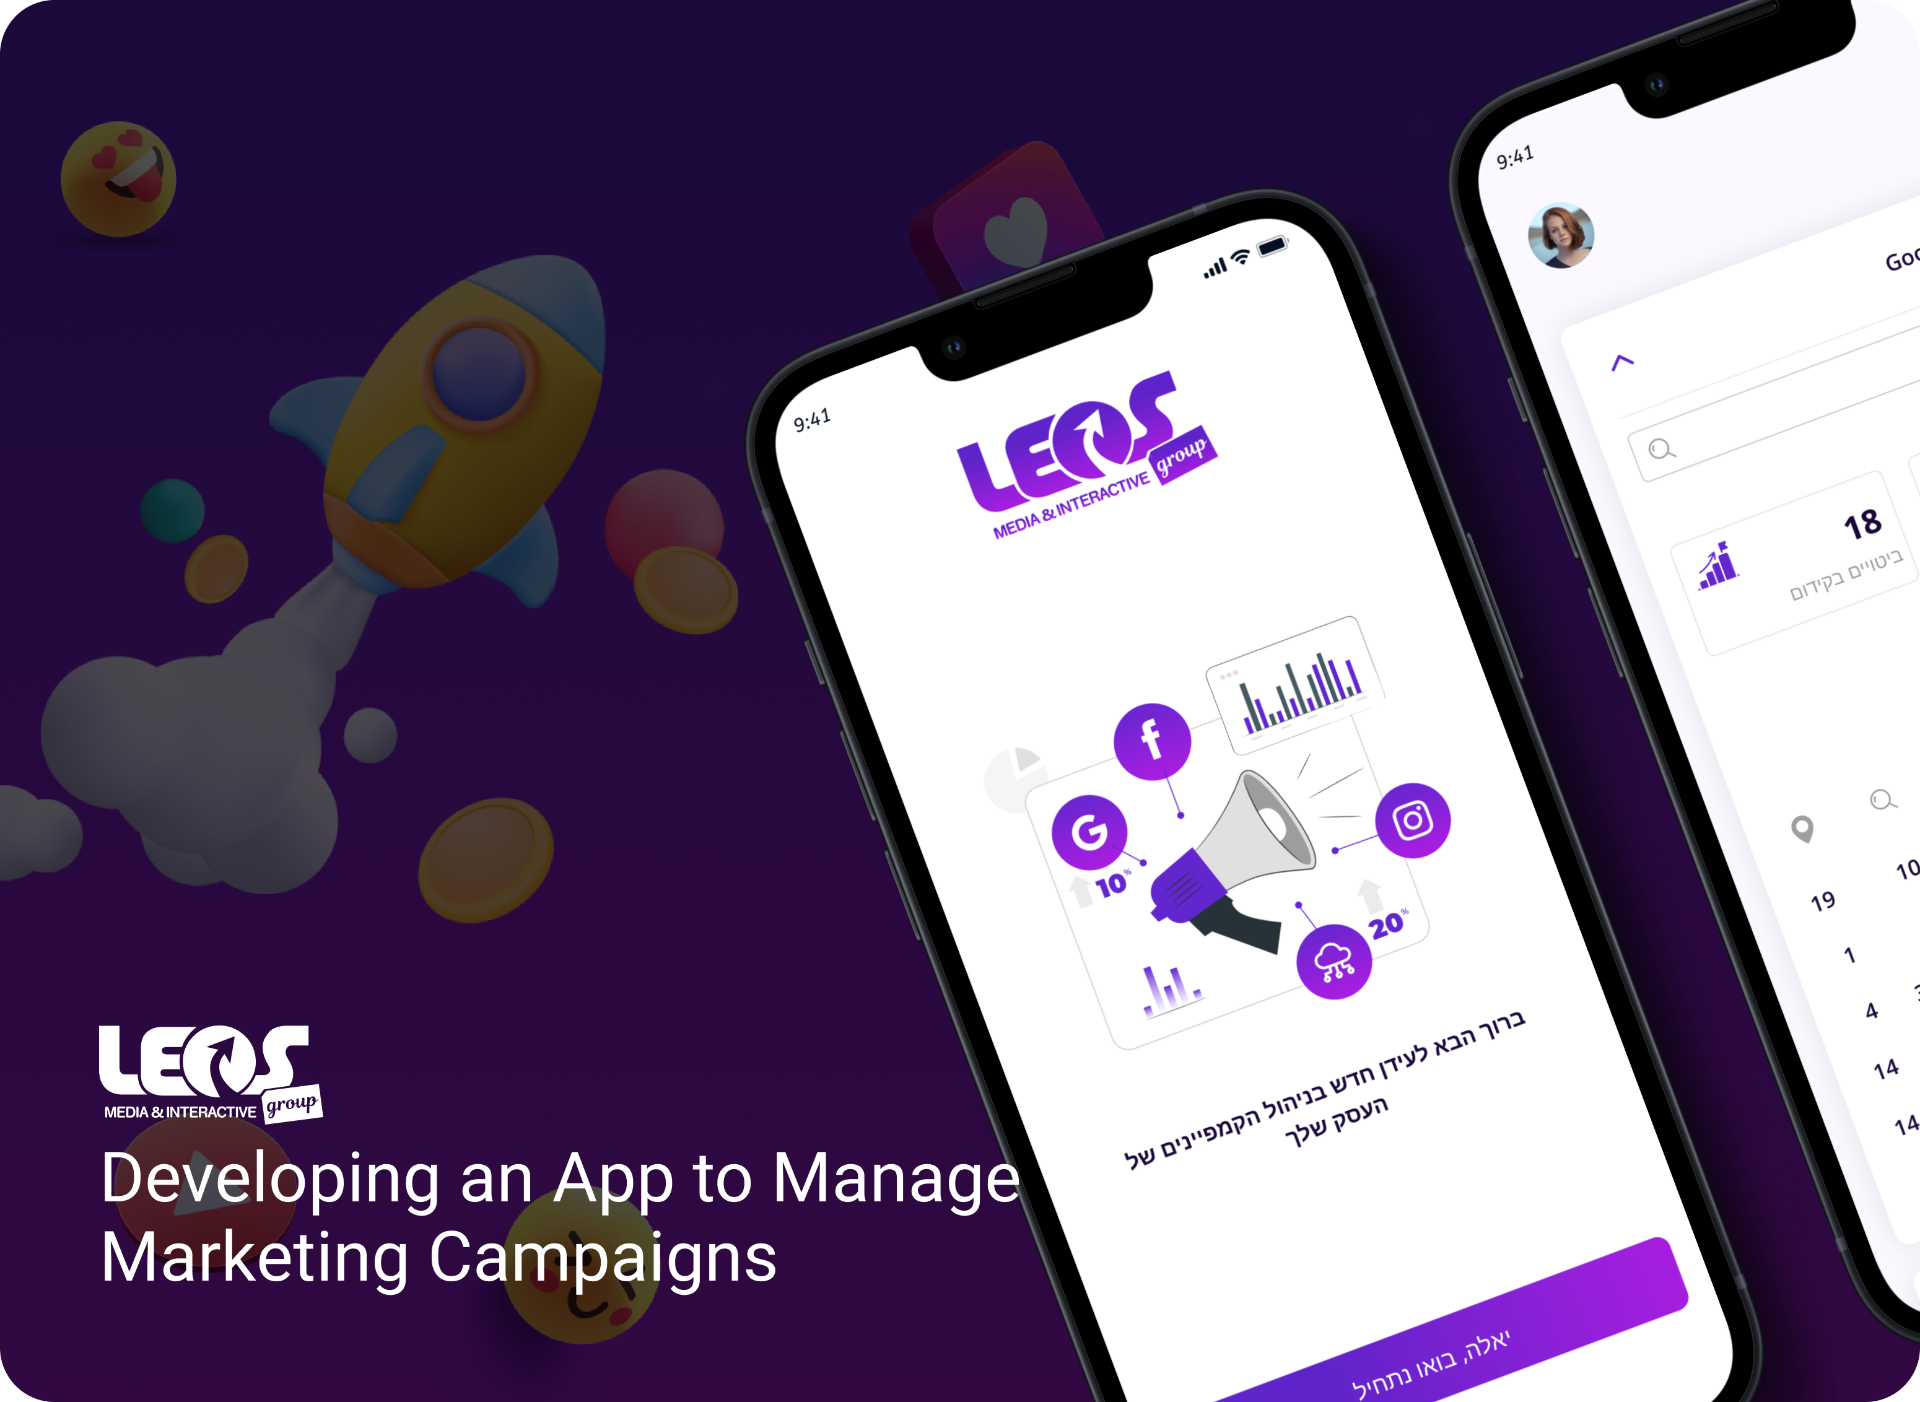 LEOS
MEDIA & INTERACTIVE group
Developing an App to Manage
Marketing Campaigns
9:41
LEOS
MEDIA & INTERACTIVE group
10%
20%
ברוך הבא לעידן חדש בניהול הקמפיינים של
העסק שלך
יאלה, בואו נתחיל
9:41
18
ביטויים בקידום
19
10
1
4
14
14